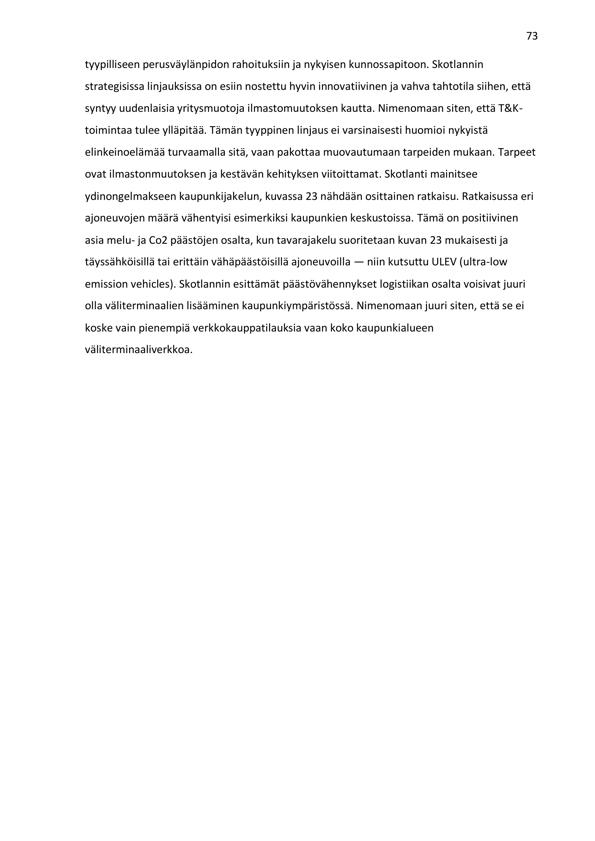 73
tyypilliseen perusväylänpidon rahoituksiin ja nykyisen kunnossapitoon. Skotlannin
strategisissa linjauksissa on esiin nostettu hyvin innovatiivinen ja vahva tahtotila siihen, että
syntyy uudenlaisia yritysmuotoja ilmastomuutoksen kautta. Nimenomaan siten, että T&K-
toimintaa tulee ylläpitää. Tämän tyyppinen linjaus ei varsinaisesti huomioi nykyistä
elinkeinoelämää turvaamalla sitä, vaan pakottaa muovautumaan tarpeiden mukaan. Tarpeet
ovat ilmastonmuutoksen ja kestävän kehityksen viitoittamat. Skotlanti mainitsee
ydinongelmakseen kaupunkijakelun, kuvassa 23 nähdään osittainen ratkaisu. Ratkaisussa eri
ajoneuvojen määrä vähentyisi esimerkiksi kaupunkien keskustoissa. Tämä on positiivinen
asia melu- ja Co2 päästöjen osalta, kun tavarajakelu suoritetaan kuvan 23 mukaisesti ja
täyssähköisillä tai erittäin vähäpäästöisillä ajoneuvoilla — niin kutsuttu ULEV (ultra-low
emission vehicles). Skotlannin esittämät päästövähennykset logistiikan osalta voisivat juuri
olla väliterminaalien lisääminen kaupunkiympäristössä. Nimenomaan juuri siten, että se ei
koske vain pienempiä verkkokauppatilauksia vaan koko kaupunkialueen
väliterminaaliverkkoa.